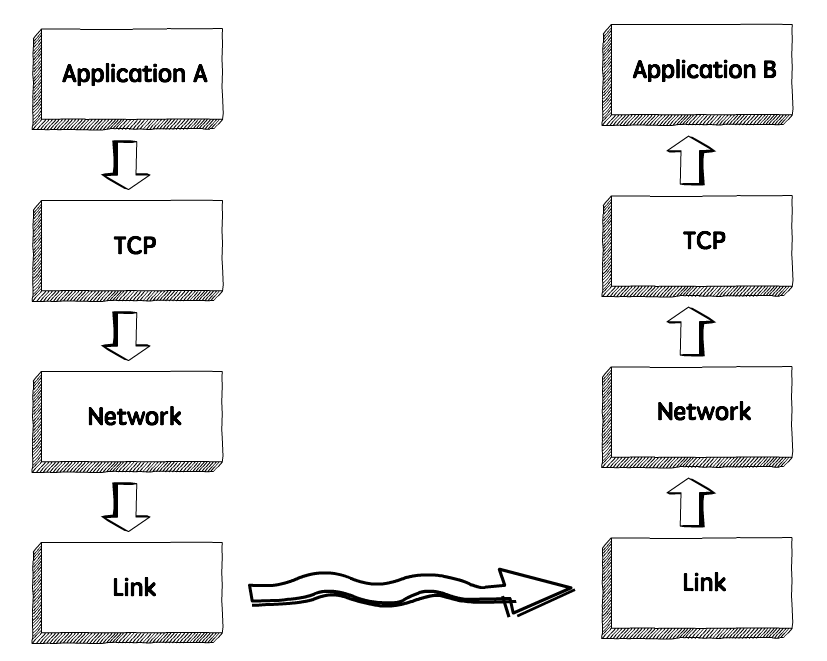 Application A
Application B
TCP
TCP
Network
Network
Link
Link